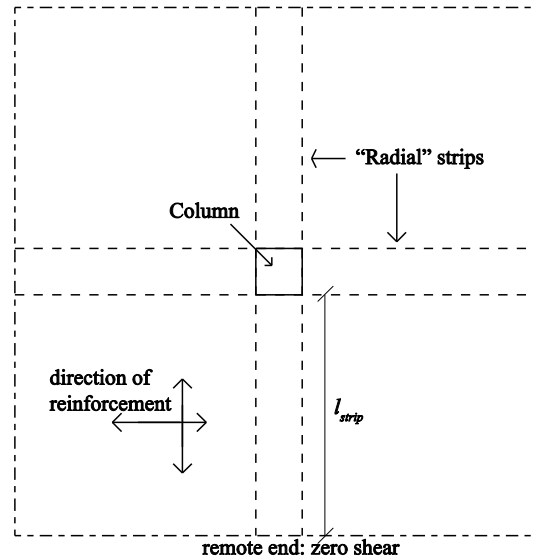 “Radial” strips
Column
direction of
reinforcement
l_strip
remote end: zero shear